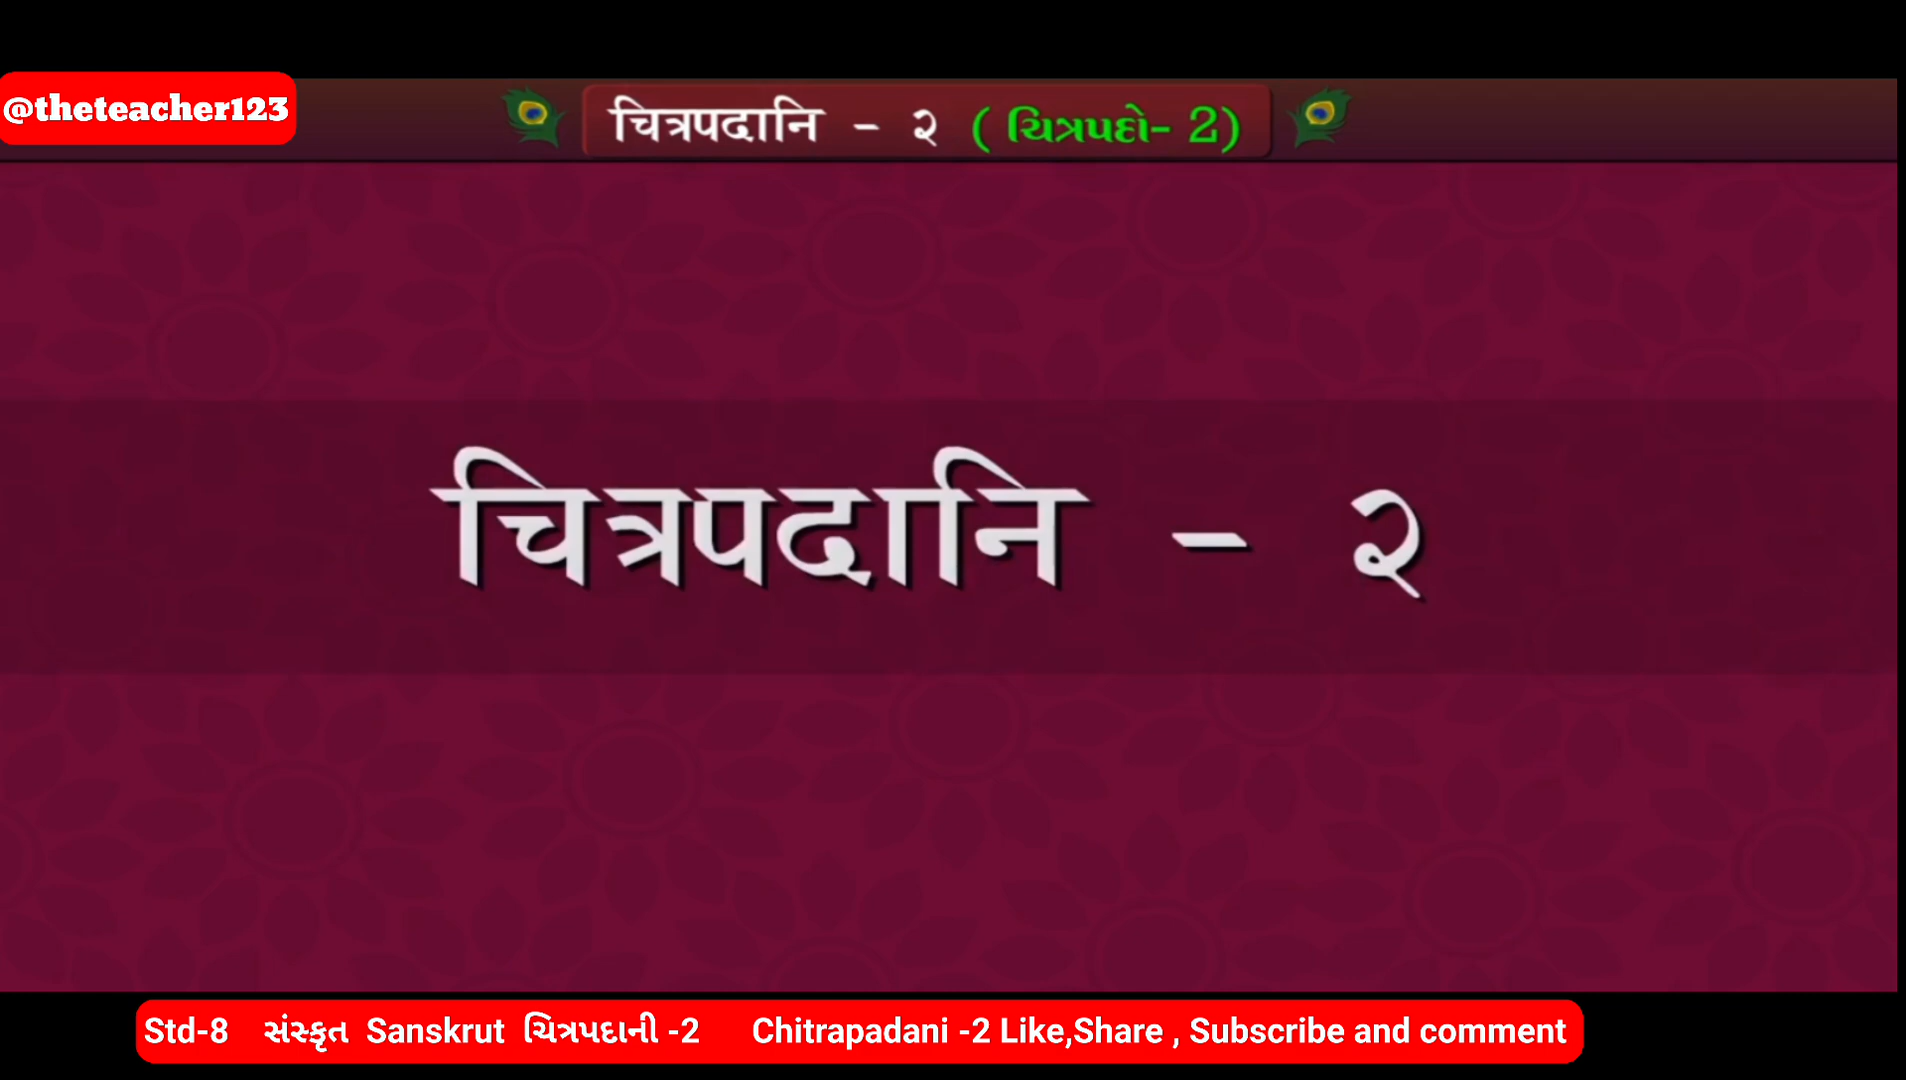 @theteacher123
चित्रपदानि - २ ( ચિત્રપદો- 2)
चित्रपदानि - २
Std-8 સંસ્કૃત Sanskrut ચિત્રપદાની -2 Chitrapadani -2 Like,Share , Subscribe and comment